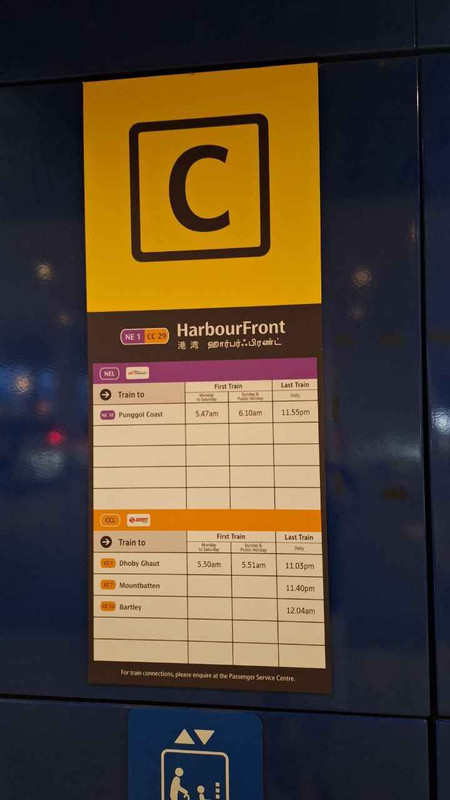 C
NE 1 CC 29 HarbourFront
港湾 ஹார்பர்ஃபிரண்ட்
NEL
Train to First Train Last Train
Monday to Saturday Sunday & Public Holiday Daily
NE 18 Punggol Coast 5.47am 6.10am 11.55pm
CCL
Train to First Train Last Train
Monday to Saturday Sunday & Public Holiday Daily
CC 1 Dhoby Ghaut 5.30am 5.51am 11.03pm
CC 7 Mountbatten 11.40pm
CC 12 Bartley 12.04am
For train connections, please enquire at the Passenger Service Centre.